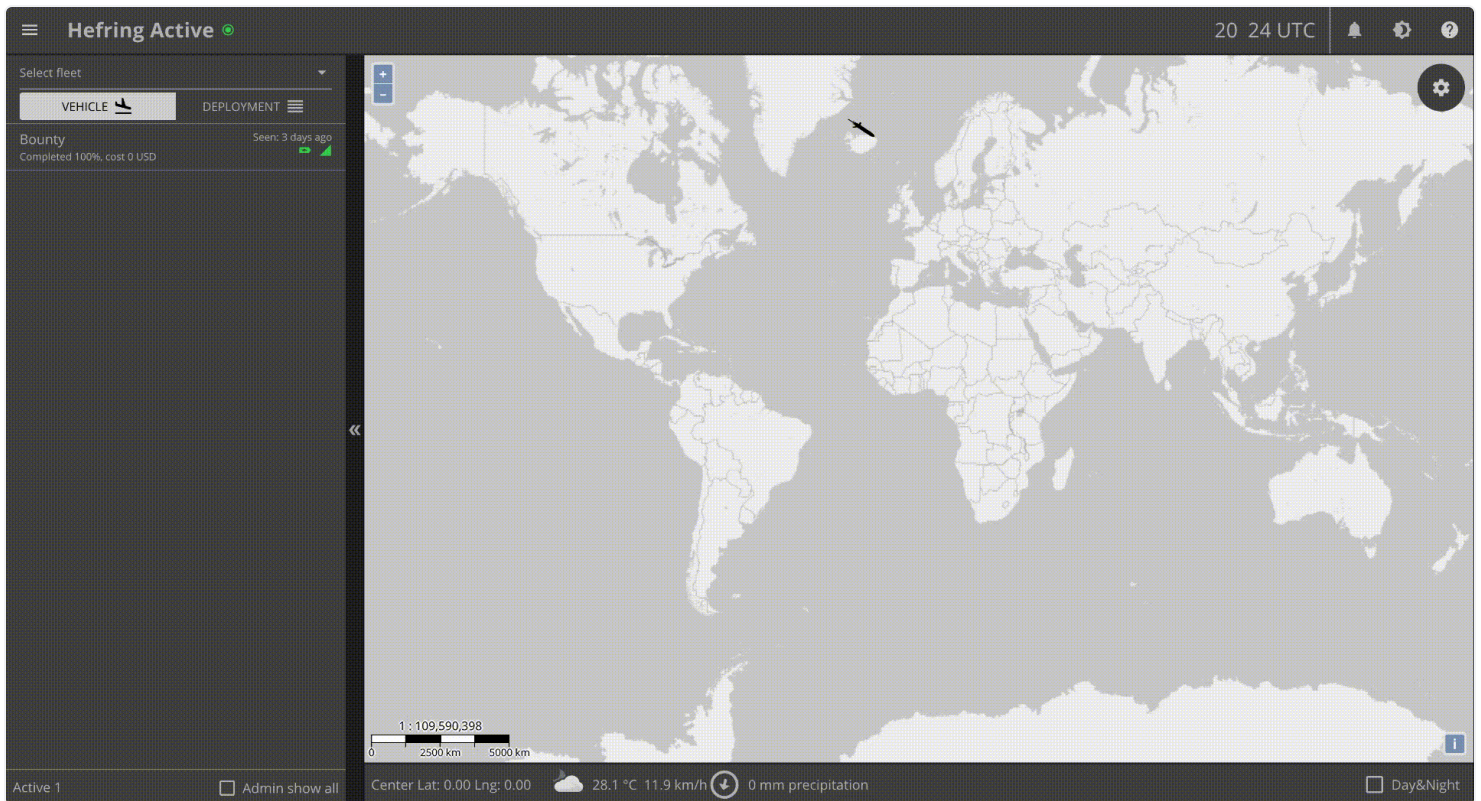 Hefring Active
20 24 UTC
Select fleet
VEHICLE
DEPLOYMENT
Bounty
Seen: 3 days ago
Completed 100%, cost 0 USD
+
-
«
1 : 109,590,398
0 2500 km 5000 km
i
Active 1
Admin show all
Center Lat: 0.00 Lng: 0.00
28.1 °C 11.9 km/h
0 mm precipitation
Day&Night